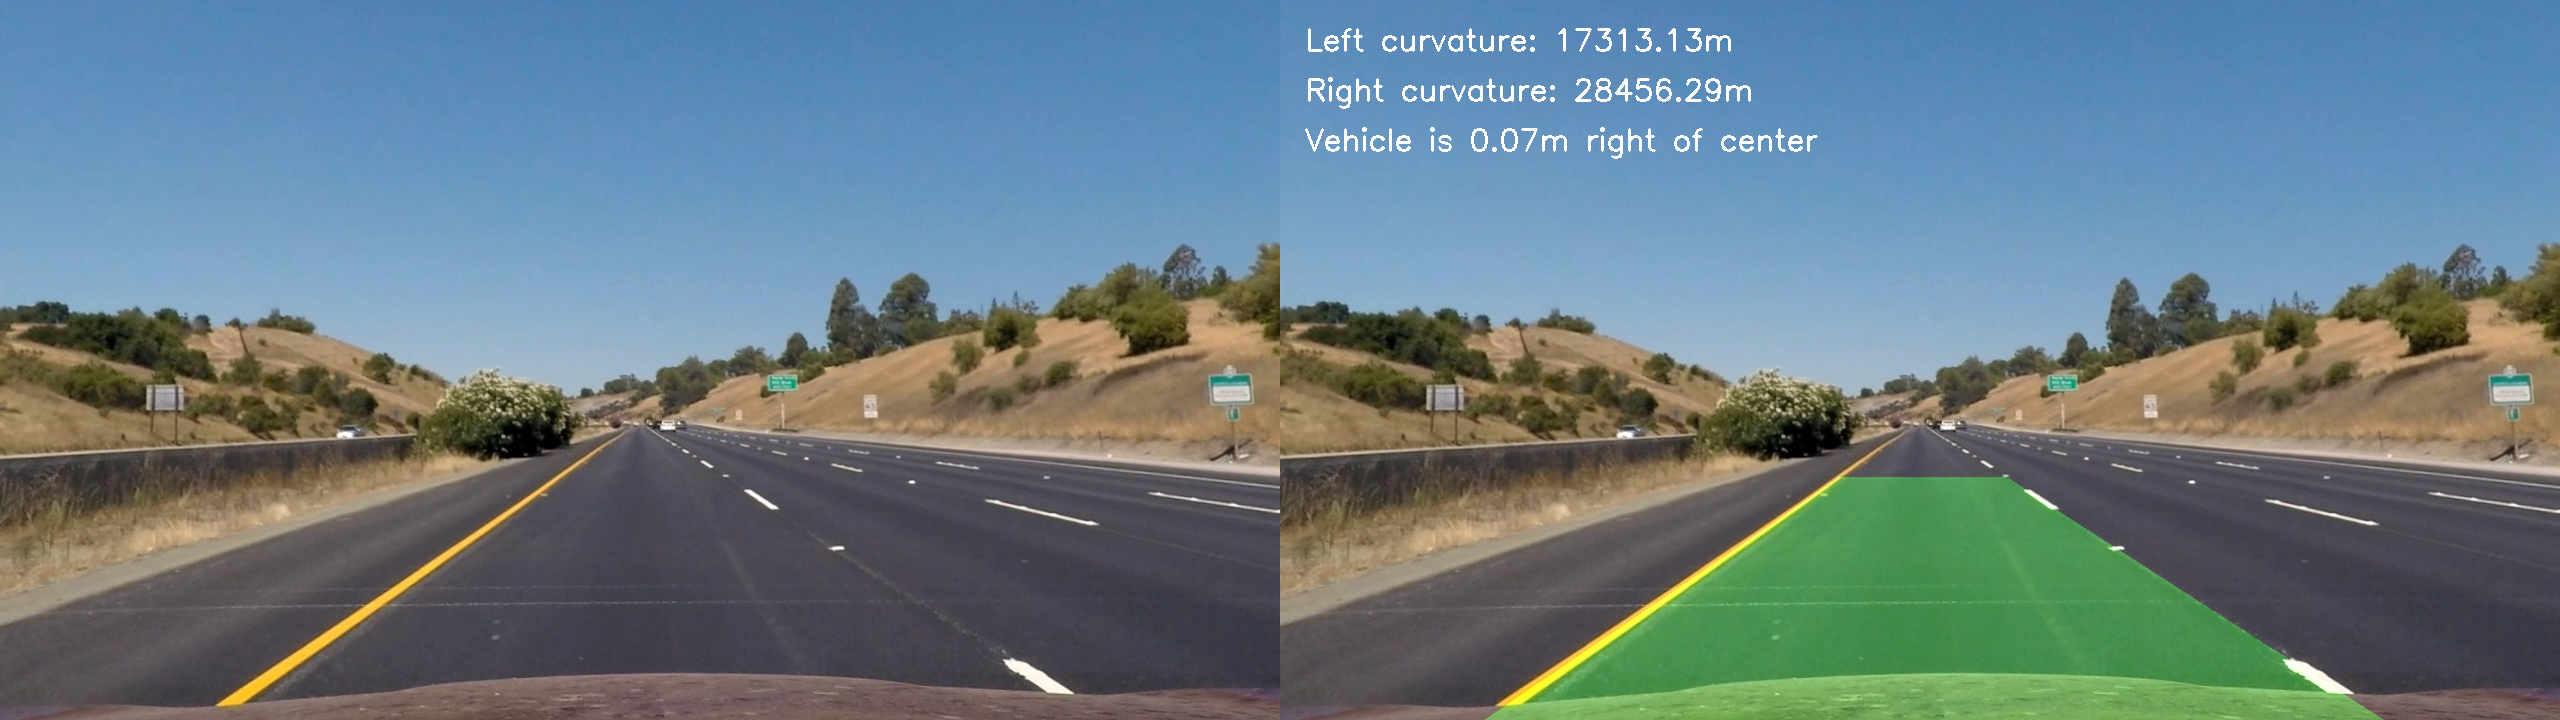 Left curvature: 17313.13m
Right curvature: 28456.29m
Vehicle is 0.07m right of center